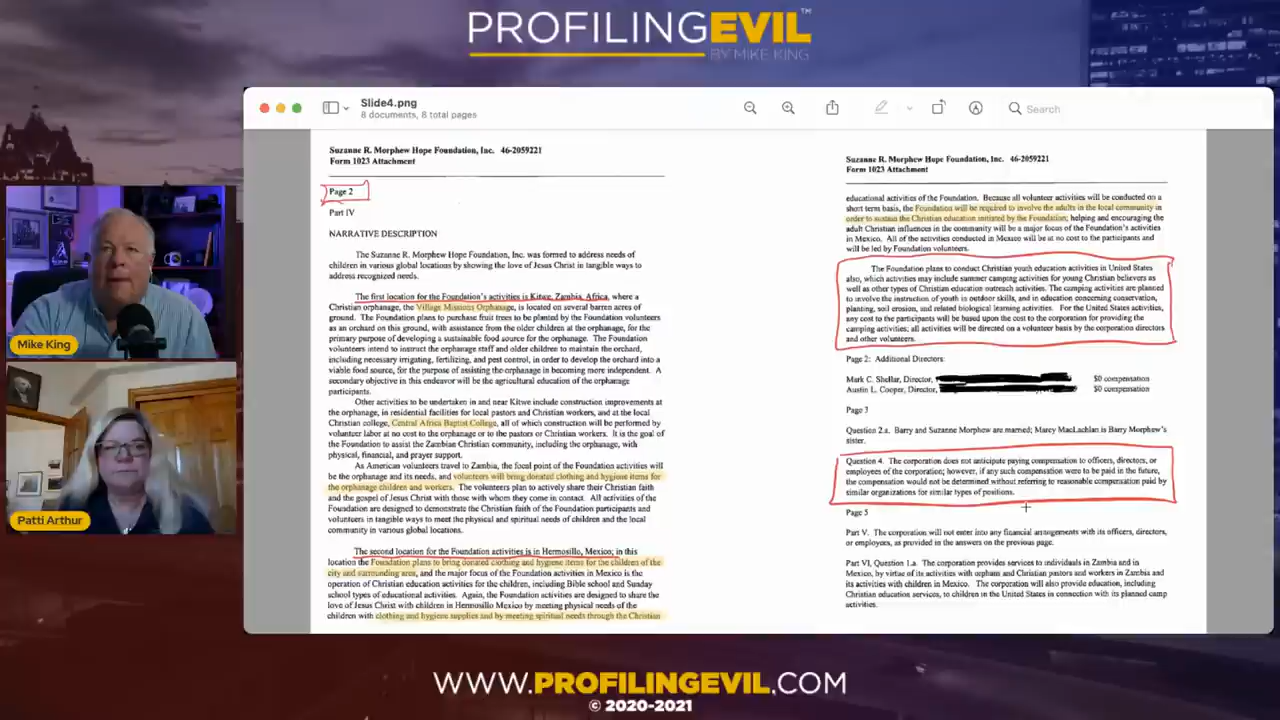 PROFILINGEVIL™
BY MIKE KING
Slide4.png
8 documents, 8 total pages
Search
Suzanne R. Morphew Hope Foundation, Inc. 46-2059221
Form 1023 Attachment
Page 2
Part IV
NARRATIVE DESCRIPTION
The Suzanne R. Morphew Hope Foundation, Inc. was formed to address needs of
children in various global locations by showing the love of Jesus Christ in tangible ways to
address recognized needs.
The first location for the Foundation's activities is Kitwe, Zambia, Africa, where a
Christian orphanage, the Village Missions Orphanage, is located on several barren acres of
ground. The Foundation plans to purchase fruit trees to be planted by the Foundation volunteers
as an orchard on this ground, with assistance from the older children at the orphanage, for the
primary purpose of developing a sustainable food source for the orphanage. The Foundation
volunteers intend to instruct the orphanage staff and older children to maintain the orchard,
including necessary irrigating, fertilizing, and pest control, in order to develop the orchard into a
viable food source, for the purpose of assisting the orphanage in becoming more independent. A
secondary objective in this endeavor will be the agricultural education of the orphanage
participants.
Other activities to be undertaken in and near Kitwe include construction improvements at
the orphanage, in residential facilities for local pastors and Christian workers, and at the local
Christian college, Central Africa Baptist College, all of which construction will be performed by
volunteer labor at no cost to the orphanage or to the pastors or Christian workers. It is the goal of
the Foundation to assist the Zambian Christian community, including the orphanage, with
physical, financial, and prayer support.
As American volunteers travel to Zambia, the focal point of the Foundation activities will
be the orphanage and its needs, and volunteers will bring donated clothing and hygiene items for
the orphanage children and workers. The volunteers plan to actively share their Christian faith
and the gospel of Jesus Christ with those with whom they come in contact. All activities of the
Foundation are designed to demonstrate the Christian faith of the Foundation participants and
volunteers in tangible ways to meet the physical and spiritual needs of children and the local
community in various global locations.
The second location for the Foundation activities is in Hermosillo, Mexico; in this
location the Foundation plans to bring donated clothing and hygiene items for the children of the
city and surrounding area, and the major focus of the Foundation activities in Mexico is the
operation of Christian education activities for the children, including Bible school and Sunday
school types of educational activities. Again, the Foundation activities are designed to share the
love of Jesus Christ with children in Hermosillo Mexico by meeting physical needs of the
children with clothing and hygiene supplies and by meeting spiritual needs through the Christian
Suzanne R. Morphew Hope Foundation, Inc. 46-2059221
Form 1023 Attachment
educational activities of the Foundation. Because all volunteer activities will be conducted on a
short term basis, the Foundation will be required to involve the adults in the local community in
order to sustain the Christian education initiated by the Foundation; helping and encouraging the
adult Christian influences in the community will be a major focus of the Foundation's activities
in Mexico. All of the activities conducted in Mexico will be at no cost to the participants and
will be led by Foundation volunteers.
The Foundation plans to conduct Christian youth education activities in United States
also, which activities may include summer camping activities for young Christian believers as
well as other types of Christian education outreach activities. The camping activities are planned
to involve the instruction of youth in outdoor skills, and in education concerning conservation,
planting, soil erosion, and related biological learning activities. For the United States activities,
any cost to the participants will be based upon the cost to the corporation for providing the
camping activities; all activities will be directed on a volunteer basis by the corporation directors
and other volunteers.
Page 2: Additional Directors:
Mark C. Shellar, Director, $0 compensation
Austin L. Cooper, Director, $0 compensation
Page 3
Question 2.a. Barry and Suzanne Morphew are married; Marcy MacLachlan is Barry Morphew's
sister.
Question 4. The corporation does not anticipate paying compensation to officers, directors, or
employees of the corporation; however, if any such compensation were to be paid in the future,
the compensation would not be determined without referring to reasonable compensation paid by
similar organizations for similar types of positions.
Page 5
Part V. The corporation will not enter into any financial arrangements with its officers, directors,
or employees, as provided in the answers on the previous page.
Part VI, Question 1.a. The corporation provides services to individuals in Zambia and in
Mexico, by virtue of its activities with orphans and Christian pastors and workers in Zambia and
its activities with children in Mexico. The corporation will also provide education, including
Christian education services, to children in the United States in connection with its planned camp
activities.
Mike King
Patti Arthur
WWW.PROFILINGEVIL.COM
© 2020-2021